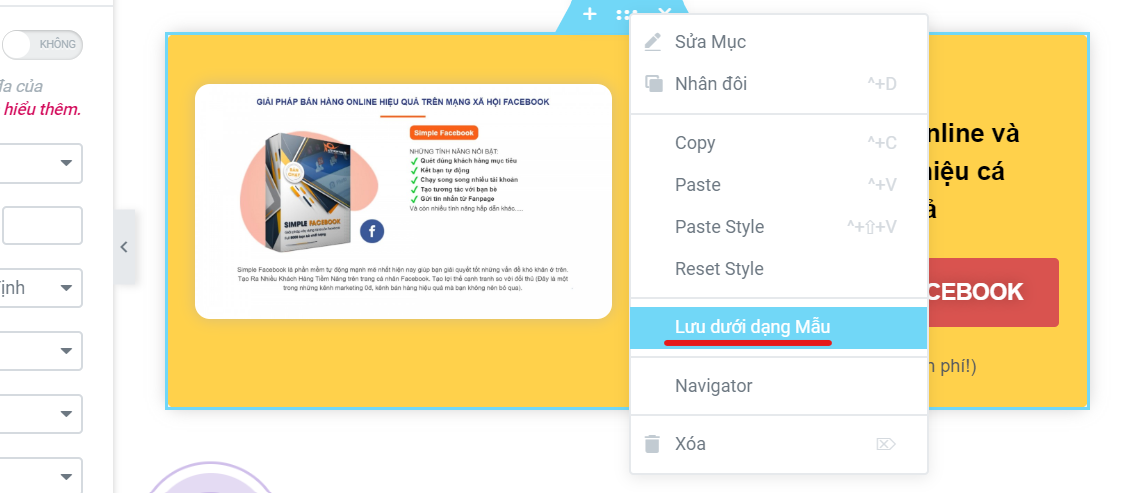 KHÔNG
đa của
hiểu thêm.
ịnh
Sửa Mục
Nhân đôi ^+D
Copy ^+C
Paste ^+V
Paste Style ^+⇧+V
Reset Style
Lưu dưới dạng Mẫu
Navigator
Xóa
GIẢI PHÁP BÁN HÀNG ONLINE HIỆU QUẢ TRÊN MẠNG XÃ HỘI FACEBOOK
Simple Facebook
NHỮNG TÍNH NĂNG NỔI BẬT:
Quét đúng khách hàng mục tiêu
Kết bạn tự động
Chạy song song nhiều tài khoản
Tạo tương tác với bạn bè
Gửi tin nhắn từ Fanpage
Và còn nhiều tính năng hấp dẫn khác.....
SIMPLE FACEBOOK
Simple Facebook là phần mềm tự động mạnh mẽ nhất hiện nay giúp bạn giải quyết tốt những vấn đề khó khăn ở trên.
Tạo Ra Nhiều Khách Hàng Tiềm Năng trên trang cá nhân Facebook. Tạo lợi thế cạnh tranh so với đối thủ (Đây là một
trong những kênh marketing 0đ, kênh bán hàng hiệu quả mà bạn không nên bỏ qua).
nline và
hiệu cá
ả
CEBOOK
n phí!)